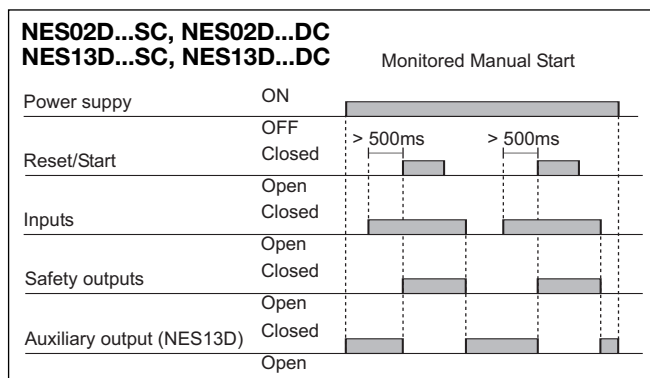 NES02D...SC, NES02D...DC
NES13D...SC, NES13D...DC
Monitored Manual Start
Power suppy
ON
OFF
> 500ms
> 500ms
Reset/Start
Closed
Open
Inputs
Closed
Open
Safety outputs
Closed
Open
Auxiliary output (NES13D)
Closed
Open